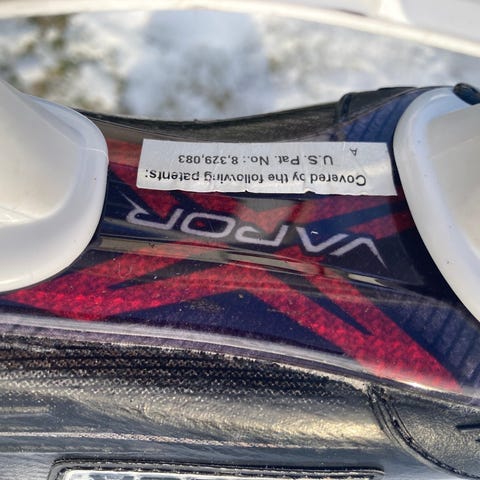 Covered by the following patents:
U.S. Pat. No.: 8,329,083
A
VAPOR